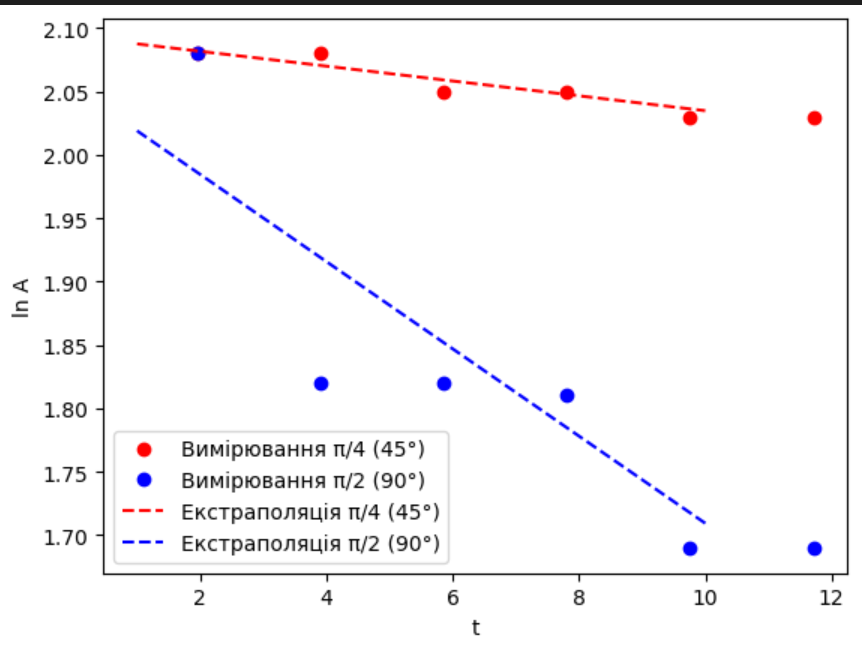 2.10
2.05
2.00
1.95
1.90
1.85
1.80
1.75
1.70
ln A
Вимірювання π/4 (45°)
Вимірювання π/2 (90°)
Екстраполяція π/4 (45°)
Екстраполяція π/2 (90°)
2 4 6 8 10 12
t